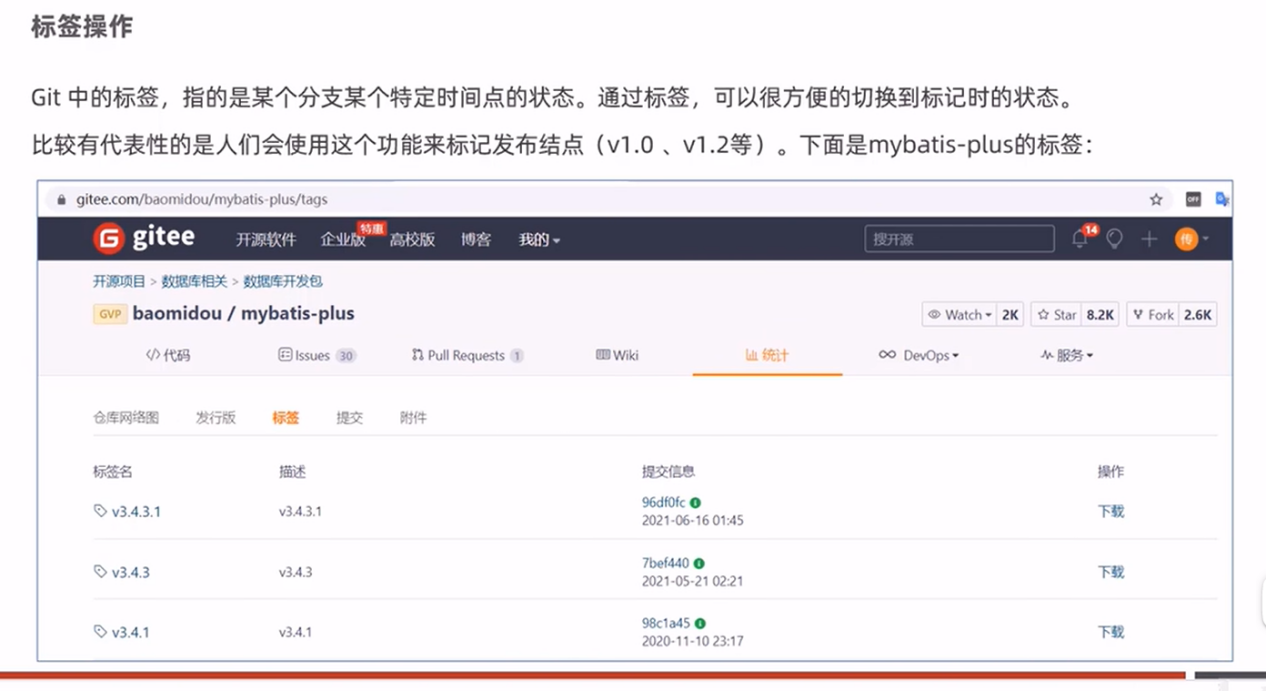 标签操作
Git 中的标签，指的是某个分支某个特定时间点的状态。通过标签，可以很方便的切换到标记时的状态。
比较有代表性的是人们会使用这个功能来标记发布结点（v1.0 、v1.2等）。下面是mybatis-plus的标签：
gitee.com/baomidou/mybatis-plus/tags OFF
gitee 开源软件 企业版 特惠 高校版 博客 我的 搜开源 14 传
开源项目 > 数据库相关 > 数据库开发包
GVP baomidou / mybatis-plus Watch 2K Star 8.2K Fork 2.6K
代码 Issues 30 Pull Requests 1 Wiki 统计 DevOps 服务
仓库网络图 发行版 标签 提交 附件
标签名 描述 提交信息 操作
v3.4.3.1 v3.4.3.1 96df0fc 下载
2021-06-16 01:45
v3.4.3 v3.4.3 7bef440 下载
2021-05-21 02:21
v3.4.1 v3.4.1 98c1a45 下载
2020-11-10 23:17